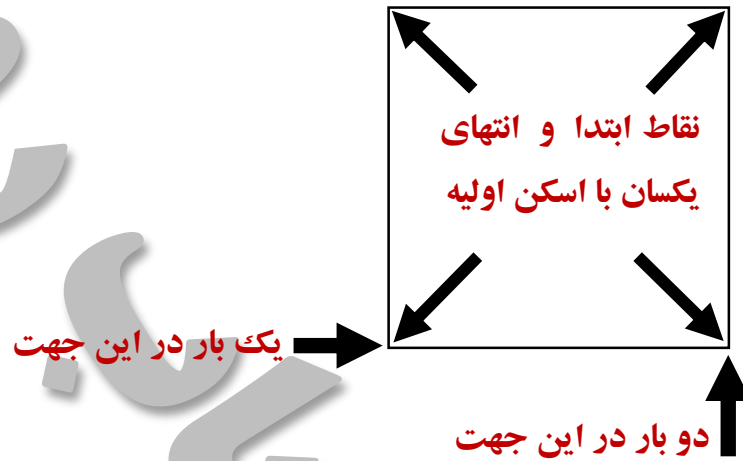 نقاط ابتدا و انتهای
یکسان با اسکن اولیه
یک بار در این جهت
دو بار در این جهت